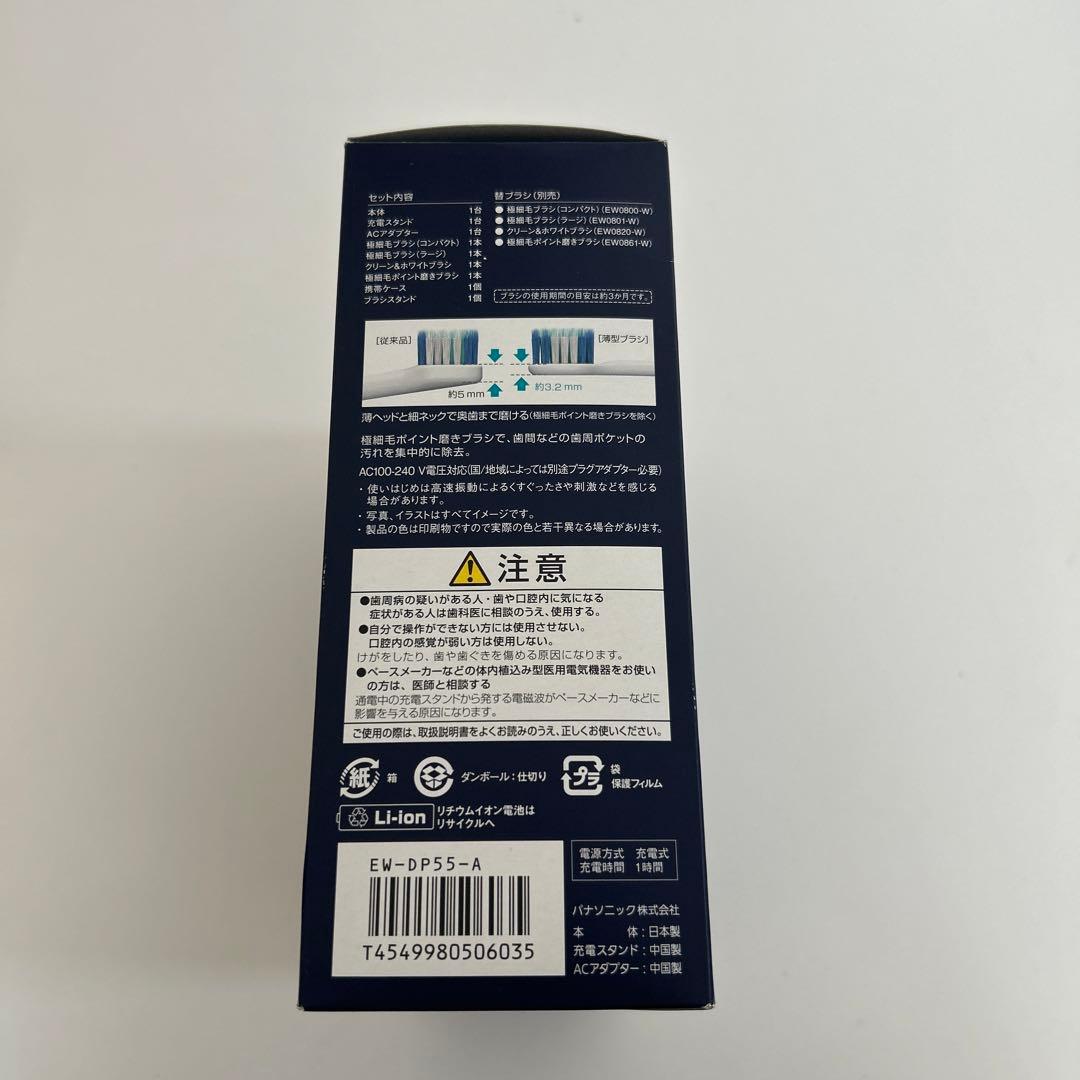 セット内容
本体 1台
充電スタンド 1台
ACアダプター 1台
極細毛ブラシ(コンパクト) 1本
極細毛ブラシ(ラージ) 1本
クリーン&ホワイトブラシ 1本
極細毛ポイント磨きブラシ 1本
携帯ケース 1個
ブラシスタンド 1個
替ブラシ(別売)
● 極細毛ブラシ(コンパクト)(EW0800-W)
● 極細毛ブラシ(ラージ)(EW0801-W)
● クリーン&ホワイトブラシ(EW0820-W)
● 極細毛ポイント磨きブラシ(EW0861-W)
ブラシの使用期間の目安は約3か月です。
[従来品] [薄型ブラシ]
約5mm 約3.2mm
薄ヘッドと細ネックで奥歯まで磨ける(極細毛ポイント磨きブラシを除く)
極細毛ポイント磨きブラシで、歯間などの歯周ポケットの
汚れを集中的に除去。
AC100-240 V電圧対応(国/地域によっては別途プラグアダプター必要)
・使いはじめは高速振動によるくすぐったさや刺激などを感じる
場合があります。
・写真、イラストはすべてイメージです。
・製品の色は印刷物ですので実際の色と若干異なる場合があります。
注意
●歯周病の疑いがある人・歯や口腔内に気になる
症状がある人は歯科医に相談のうえ、使用する。
●自分で操作ができない方には使用させない。
口腔内の感覚が弱い方は使用しない。
けがをしたり、歯や歯ぐきを傷める原因になります。
●ペースメーカーなどの体内植込み型医用電気機器をお使い
の方は、医師と相談する
通電中の充電スタンドから発する電磁波がペースメーカーなどに
影響を与える原因になります。
ご使用の際は、取扱説明書をよくお読みのうえ、正しくお使いください。
紙 箱 ダンボール:仕切り プラ 袋
保護フィルム
Li-ion リチウムイオン電池は
リサイクルへ
EW-DP55-A
T4549980506035
電源方式 充電式
充電時間 1時間
パナソニック株式会社
本 体:日本製
充電スタンド:中国製
ACアダプター:中国製